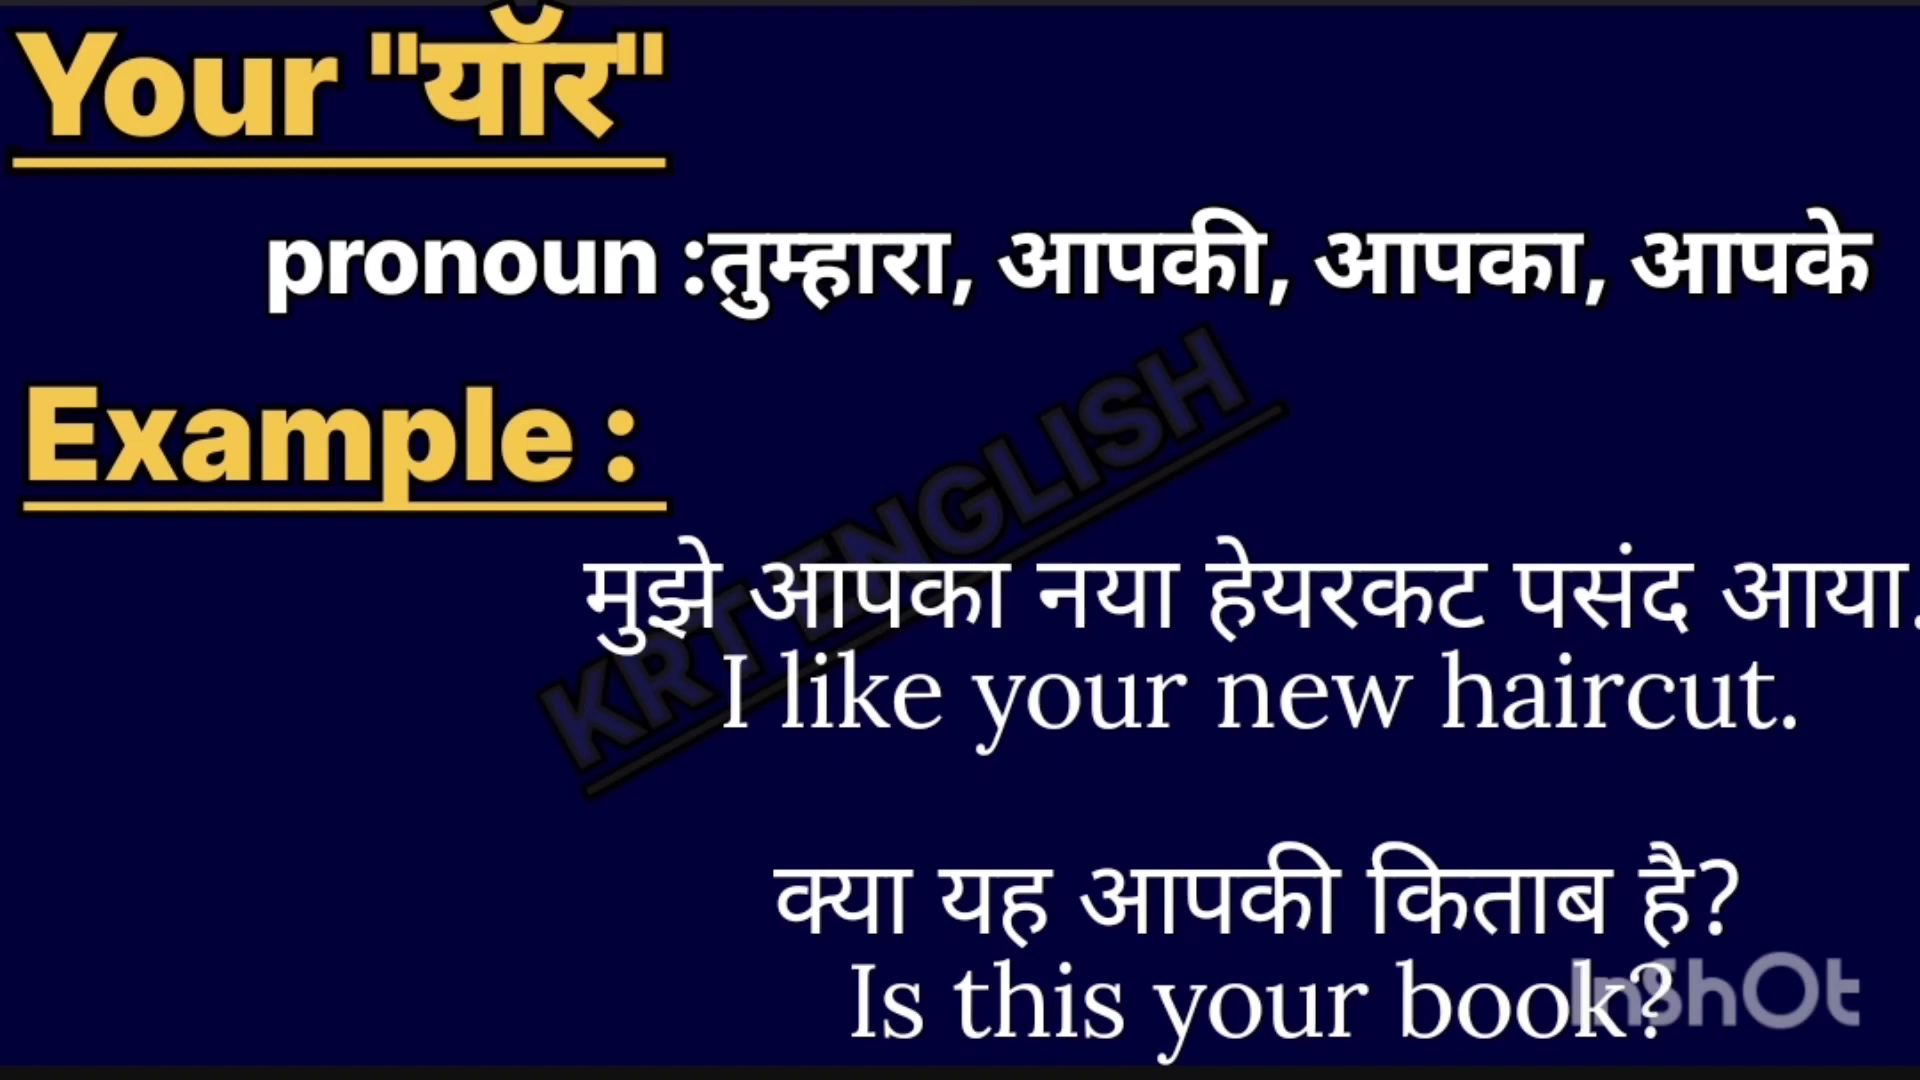 Your "यॉर"
pronoun :तुम्हारा, आपकी, आपका, आपके
Example :
KRT ENGLISH
मुझे आपका नया हेयरकट पसंद आया.
I like your new haircut.
क्या यह आपकी किताब है?
Is this your book?
InShOt